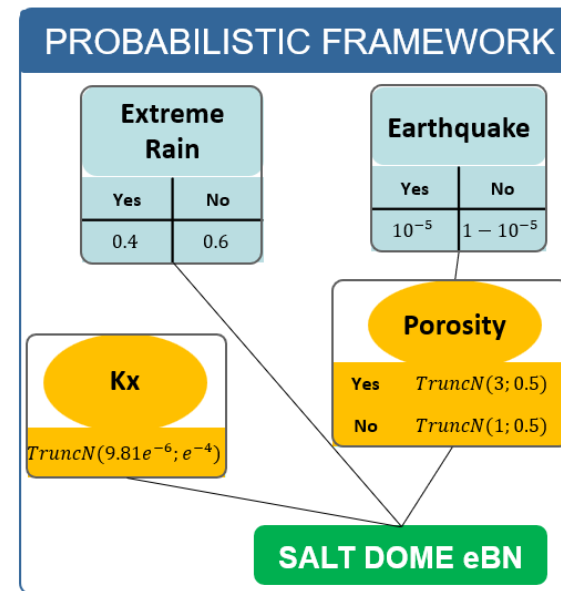 PROBABILISTIC FRAMEWORK
Extreme
Rain
Yes No
0.4 0.6
Earthquake
Yes No
10⁻⁵ 1 − 10⁻⁵
Porosity
Yes TruncN(3; 0.5)
No TruncN(1; 0.5)
Kx
TruncN(9.81e⁻⁶; e⁻⁴)
SALT DOME eBN